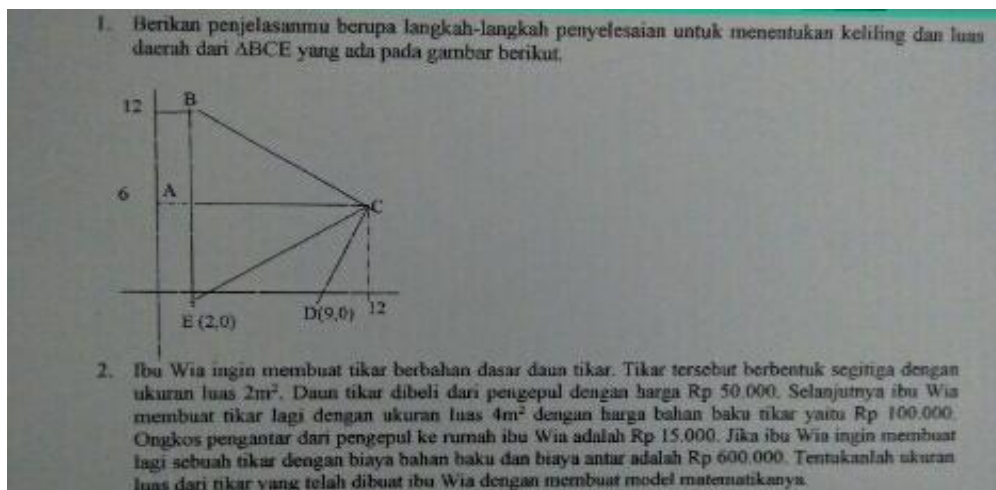 1. Berikan penjelasanmu berupa langkah-langkah penyelesaian untuk menentukan keliling dan luas
daerah dari ΔBCE yang ada pada gambar berikut.
12
B
6
A
C
E (2,0)
D(9,0)
12
2. Ibu Wia ingin membuat tikar berbahan dasar daun tikar. Tikar tersebut berbentuk segitiga dengan
ukuran luas 2m². Daun tikar dibeli dari pengepul dengan harga Rp 50.000. Selanjutnya ibu Wia
membuat tikar lagi dengan ukuran luas 4m² dengan harga bahan baku tikar yaitu Rp 100.000.
Ongkos pengantar dari pengepul ke rumah ibu Wia adalah Rp 15.000. Jika ibu Wia ingin membuat
lagi sebuah tikar dengan biaya bahan baku dan biaya antar adalah Rp 600.000. Tentukanlah ukuran
luas dari tikar yang telah dibuat ibu Wia dengan membuat model matematikanya.